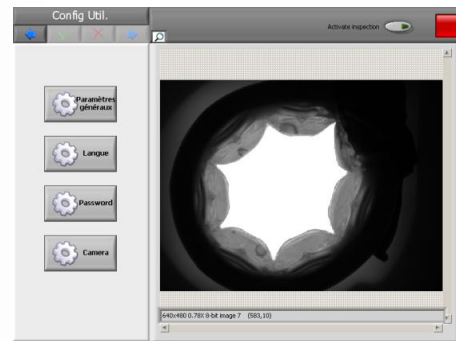 Config Util.
Activate inspection
Paramètres
généraux
Langue
Password
Camera
640x480 0.78X 8-bit image 7 (583,10)